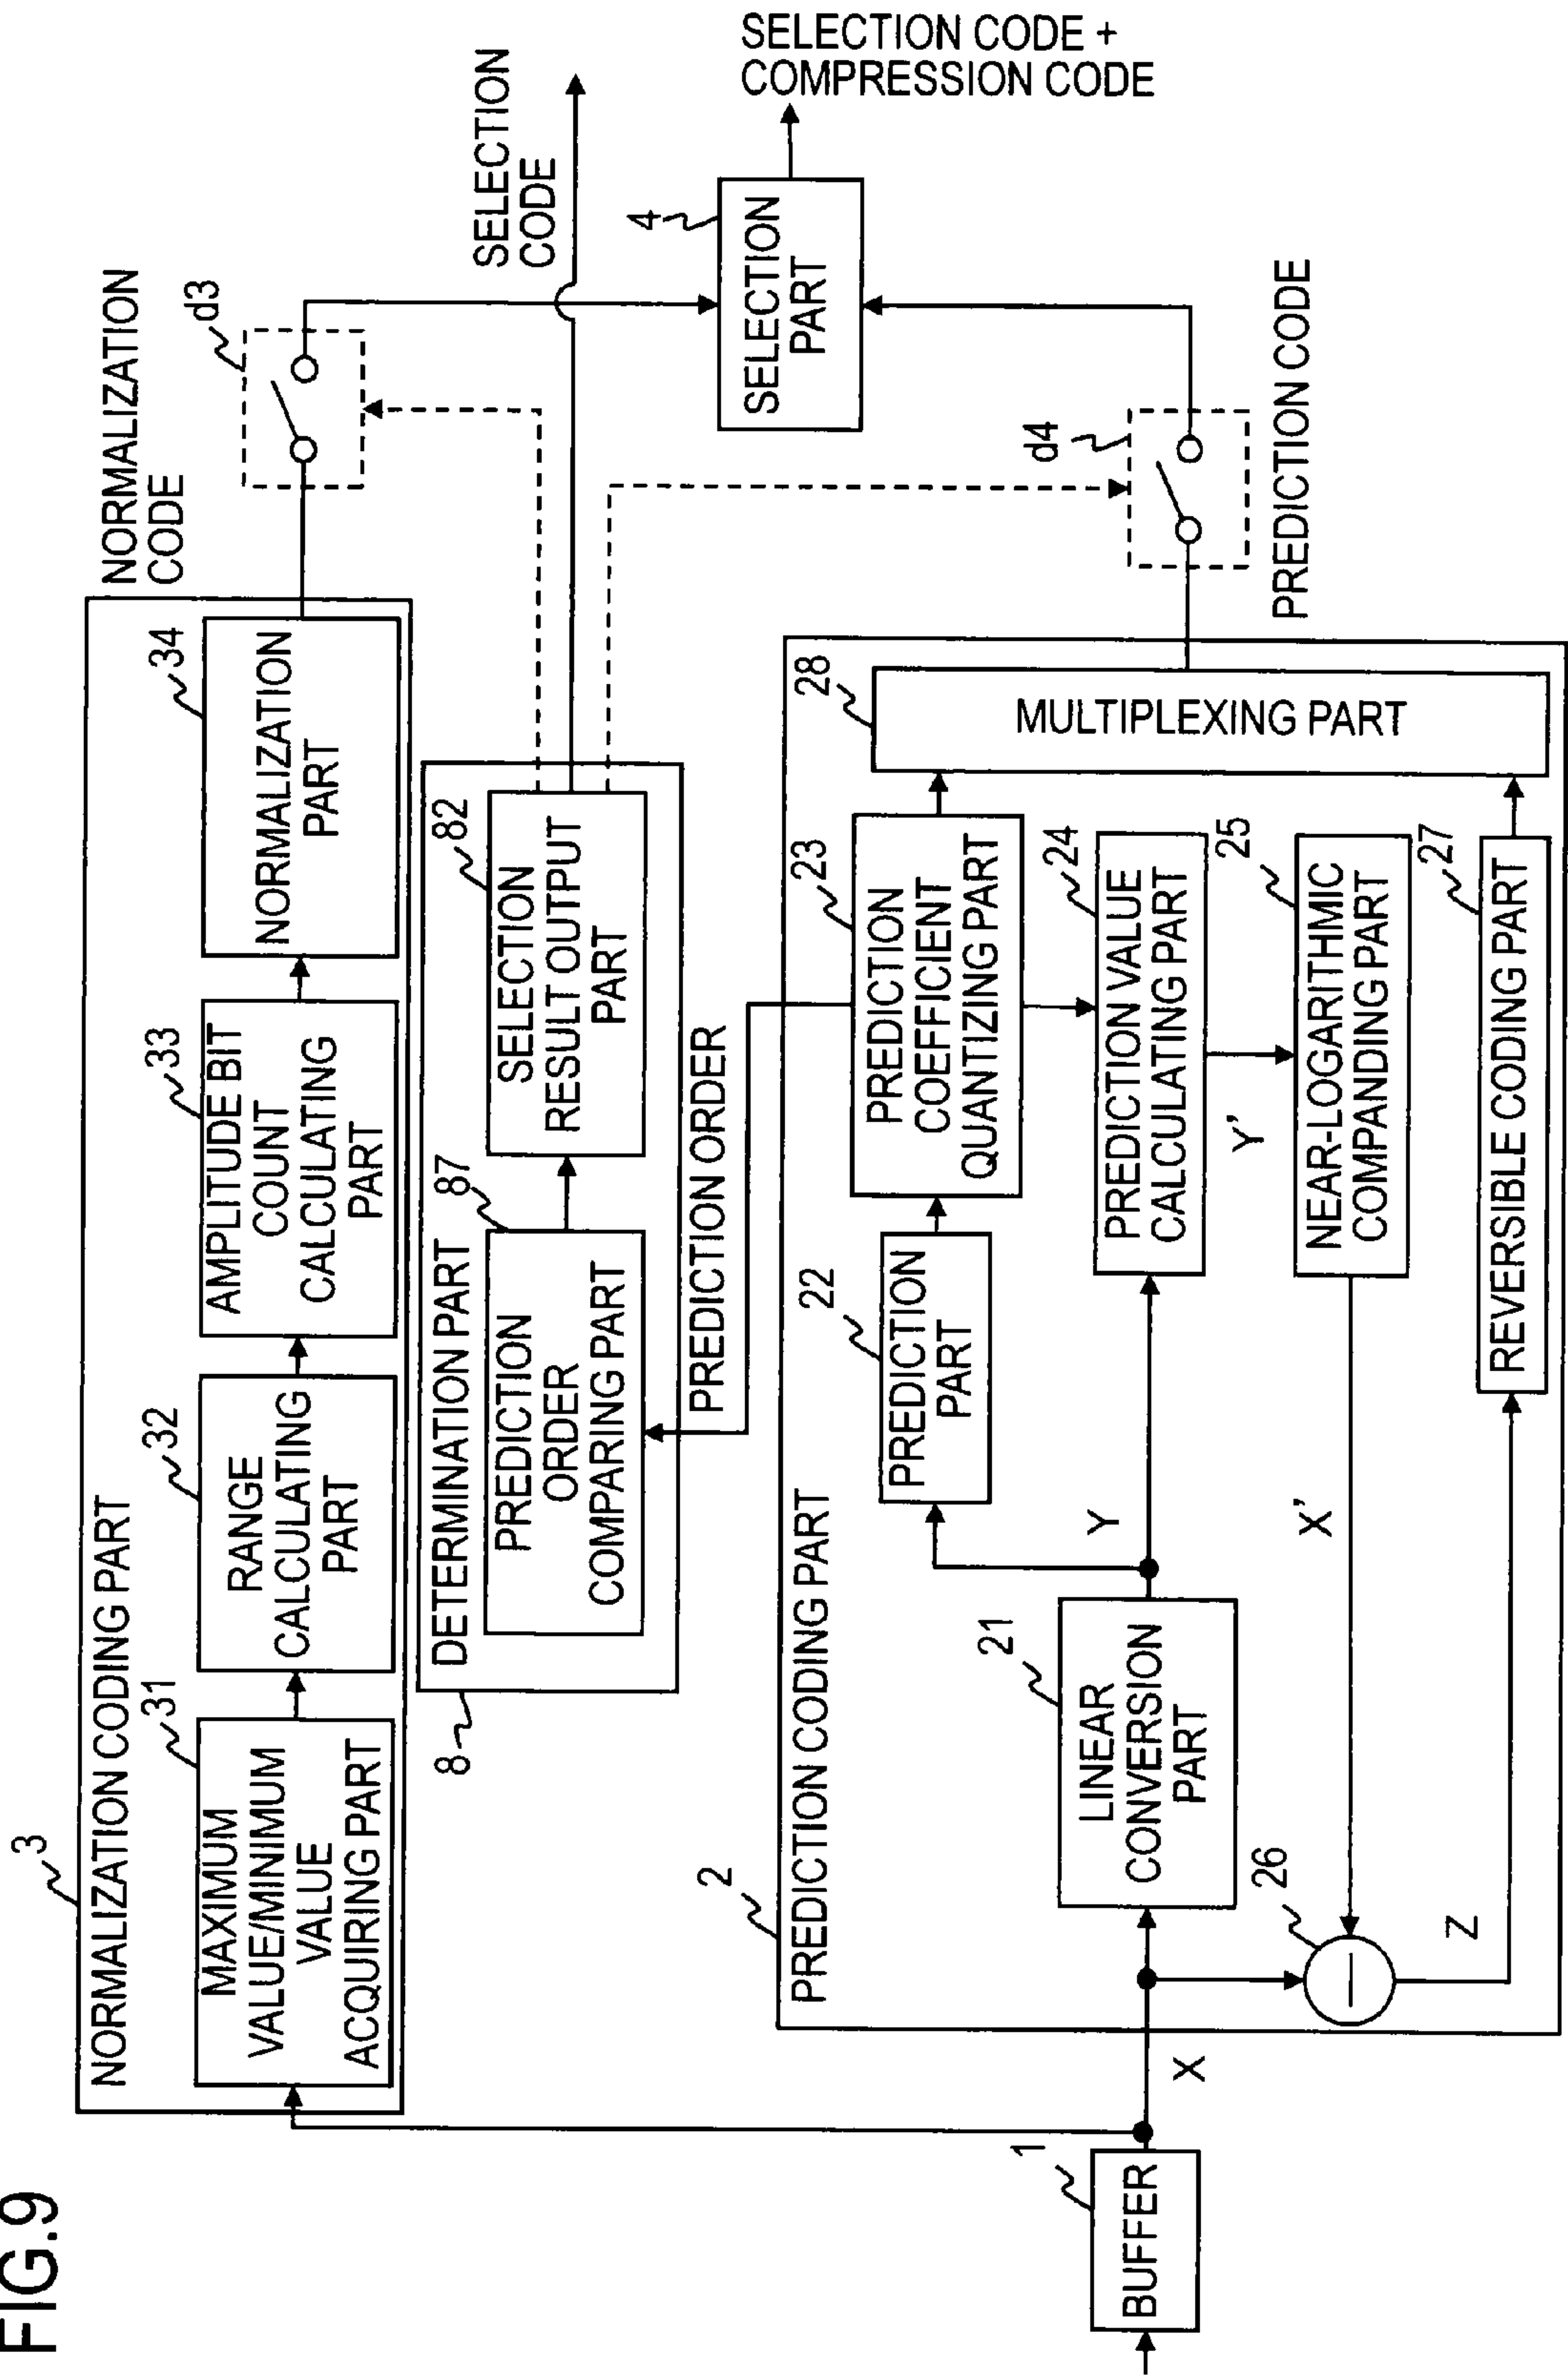 FIG.9
3
NORMALIZATION CODING PART
31
MAXIMUM
VALUE/MINIMUM
VALUE
ACQUIRING PART
32
RANGE
CALCULATING
PART
33
AMPLITUDE BIT
COUNT
CALCULATING
PART
34
NORMALIZATION
PART
NORMALIZATION
CODE
d3
8
DETERMINATION PART
87
PREDICTION
ORDER
COMPARING PART
82
SELECTION
RESULT OUTPUT
PART
SELECTION
CODE
PREDICTION ORDER
4
SELECTION
PART
SELECTION CODE +
COMPRESSION CODE
d4
PREDICTION CODE
1
BUFFER
X
2
PREDICTION CODING PART
21
LINEAR
CONVERSION
PART
Y
22
PREDICTION
PART
23
PREDICTION
COEFFICIENT
QUANTIZING PART
24
PREDICTION VALUE
CALCULATING PART
Y'
25
NEAR-LOGARITHMIC
COMPANDING PART
X'
26
Z
27
REVERSIBLE CODING PART
28
MULTIPLEXING PART